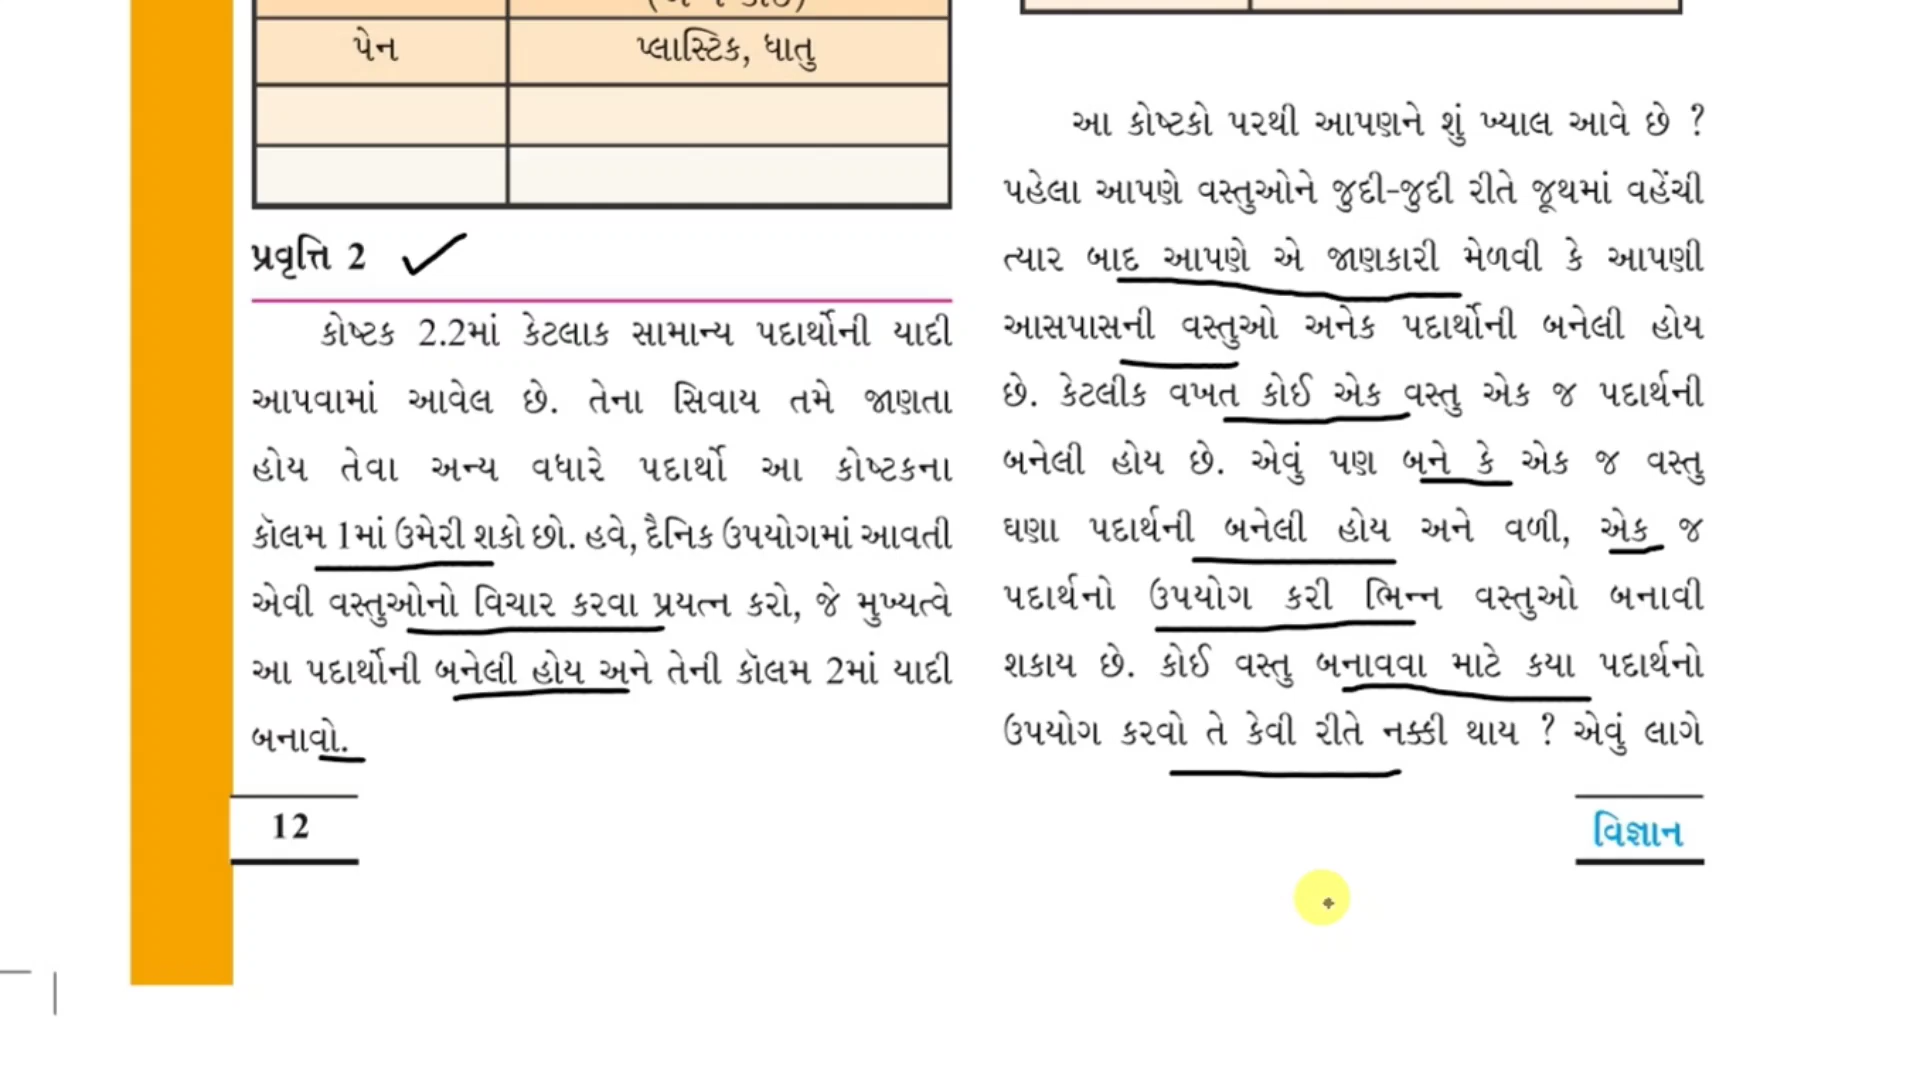 પેન
પ્લાસ્ટિક, ધાતુ
પ્રવૃત્તિ 2
કોષ્ટક 2.2માં કેટલાક સામાન્ય પદાર્થોની યાદી
આપવામાં આવેલ છે. તેના સિવાય તમે જાણતા
હોય તેવા અન્ય વધારે પદાર્થો આ કોષ્ટકના
કૉલમ 1માં ઉમેરી શકો છો. હવે, દૈનિક ઉપયોગમાં આવતી
એવી વસ્તુઓનો વિચાર કરવા પ્રયત્ન કરો, જે મુખ્યત્વે
આ પદાર્થોની બનેલી હોય અને તેની કૉલમ 2માં યાદી
બનાવો.
12
આ કોષ્ટકો પરથી આપણને શું ખ્યાલ આવે છે ?
પહેલા આપણે વસ્તુઓને જુદી-જુદી રીતે જૂથમાં વહેંચી
ત્યાર બાદ આપણે એ જાણકારી મેળવી કે આપણી
આસપાસની વસ્તુઓ અનેક પદાર્થોની બનેલી હોય
છે. કેટલીક વખત કોઈ એક વસ્તુ એક જ પદાર્થની
બનેલી હોય છે. એવું પણ બને કે એક જ વસ્તુ
ઘણા પદાર્થની બનેલી હોય અને વળી, એક જ
પદાર્થનો ઉપયોગ કરી ભિન્ન વસ્તુઓ બનાવી
શકાય છે. કોઈ વસ્તુ બનાવવા માટે કયા પદાર્થનો
ઉપયોગ કરવો તે કેવી રીતે નક્કી થાય ? એવું લાગે
વિજ્ઞાન